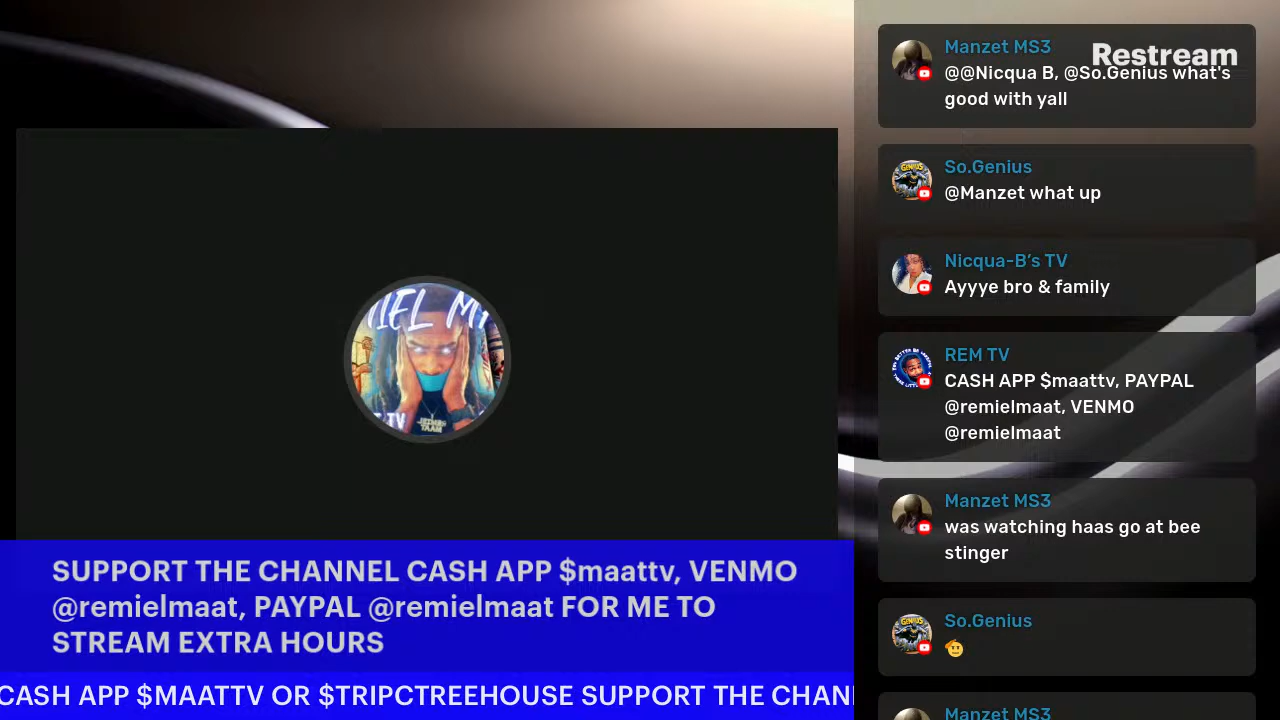 Restream
Manzet MS3
@@Nicqua B, @So.Genius what's
good with yall
So.Genius
@Manzet what up
Nicqua-B's TV
Ayyye bro & family
REM TV
CASH APP $maattv, PAYPAL
@remielmaat, VENMO
@remielmaat
Manzet MS3
was watching haas go at bee
stinger
So.Genius
Manzet MS3
SUPPORT THE CHANNEL CASH APP $maattv, VENMO
@remielmaat, PAYPAL @remielmaat FOR ME TO
STREAM EXTRA HOURS
CASH APP $MAATTV OR $TRIPCTREEHOUSE SUPPORT THE CHAN